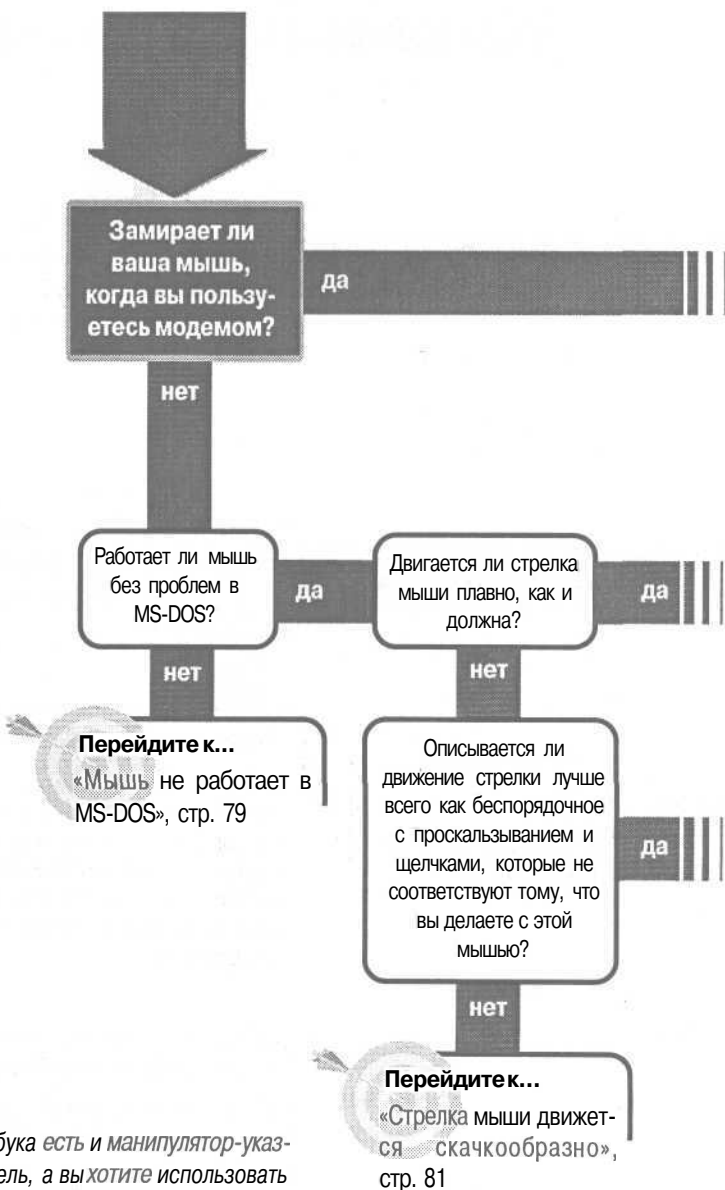 Замирает ли
ваша мышь,
когда вы пользу-
етесь модемом?
да
нет
Работает ли мышь
без проблем в
MS-DOS?
да
Двигается ли стрелка
мыши плавно, как и
должна?
да
нет
нет
Перейдите к...
«Мышь не работает в
MS-DOS», стр. 79
Описывается ли
движение стрелки лучше
всего как беспорядочное
с проскальзыванием и
щелчками, которые не
соответствуют тому, что
вы делаете с этой
мышью?
да
нет
Перейдите к...
«Стрелка мыши движет-
ся скачкообразно»,
стр. 81
бука есть и манипулятор-указ-
ель, а вы хотите использовать